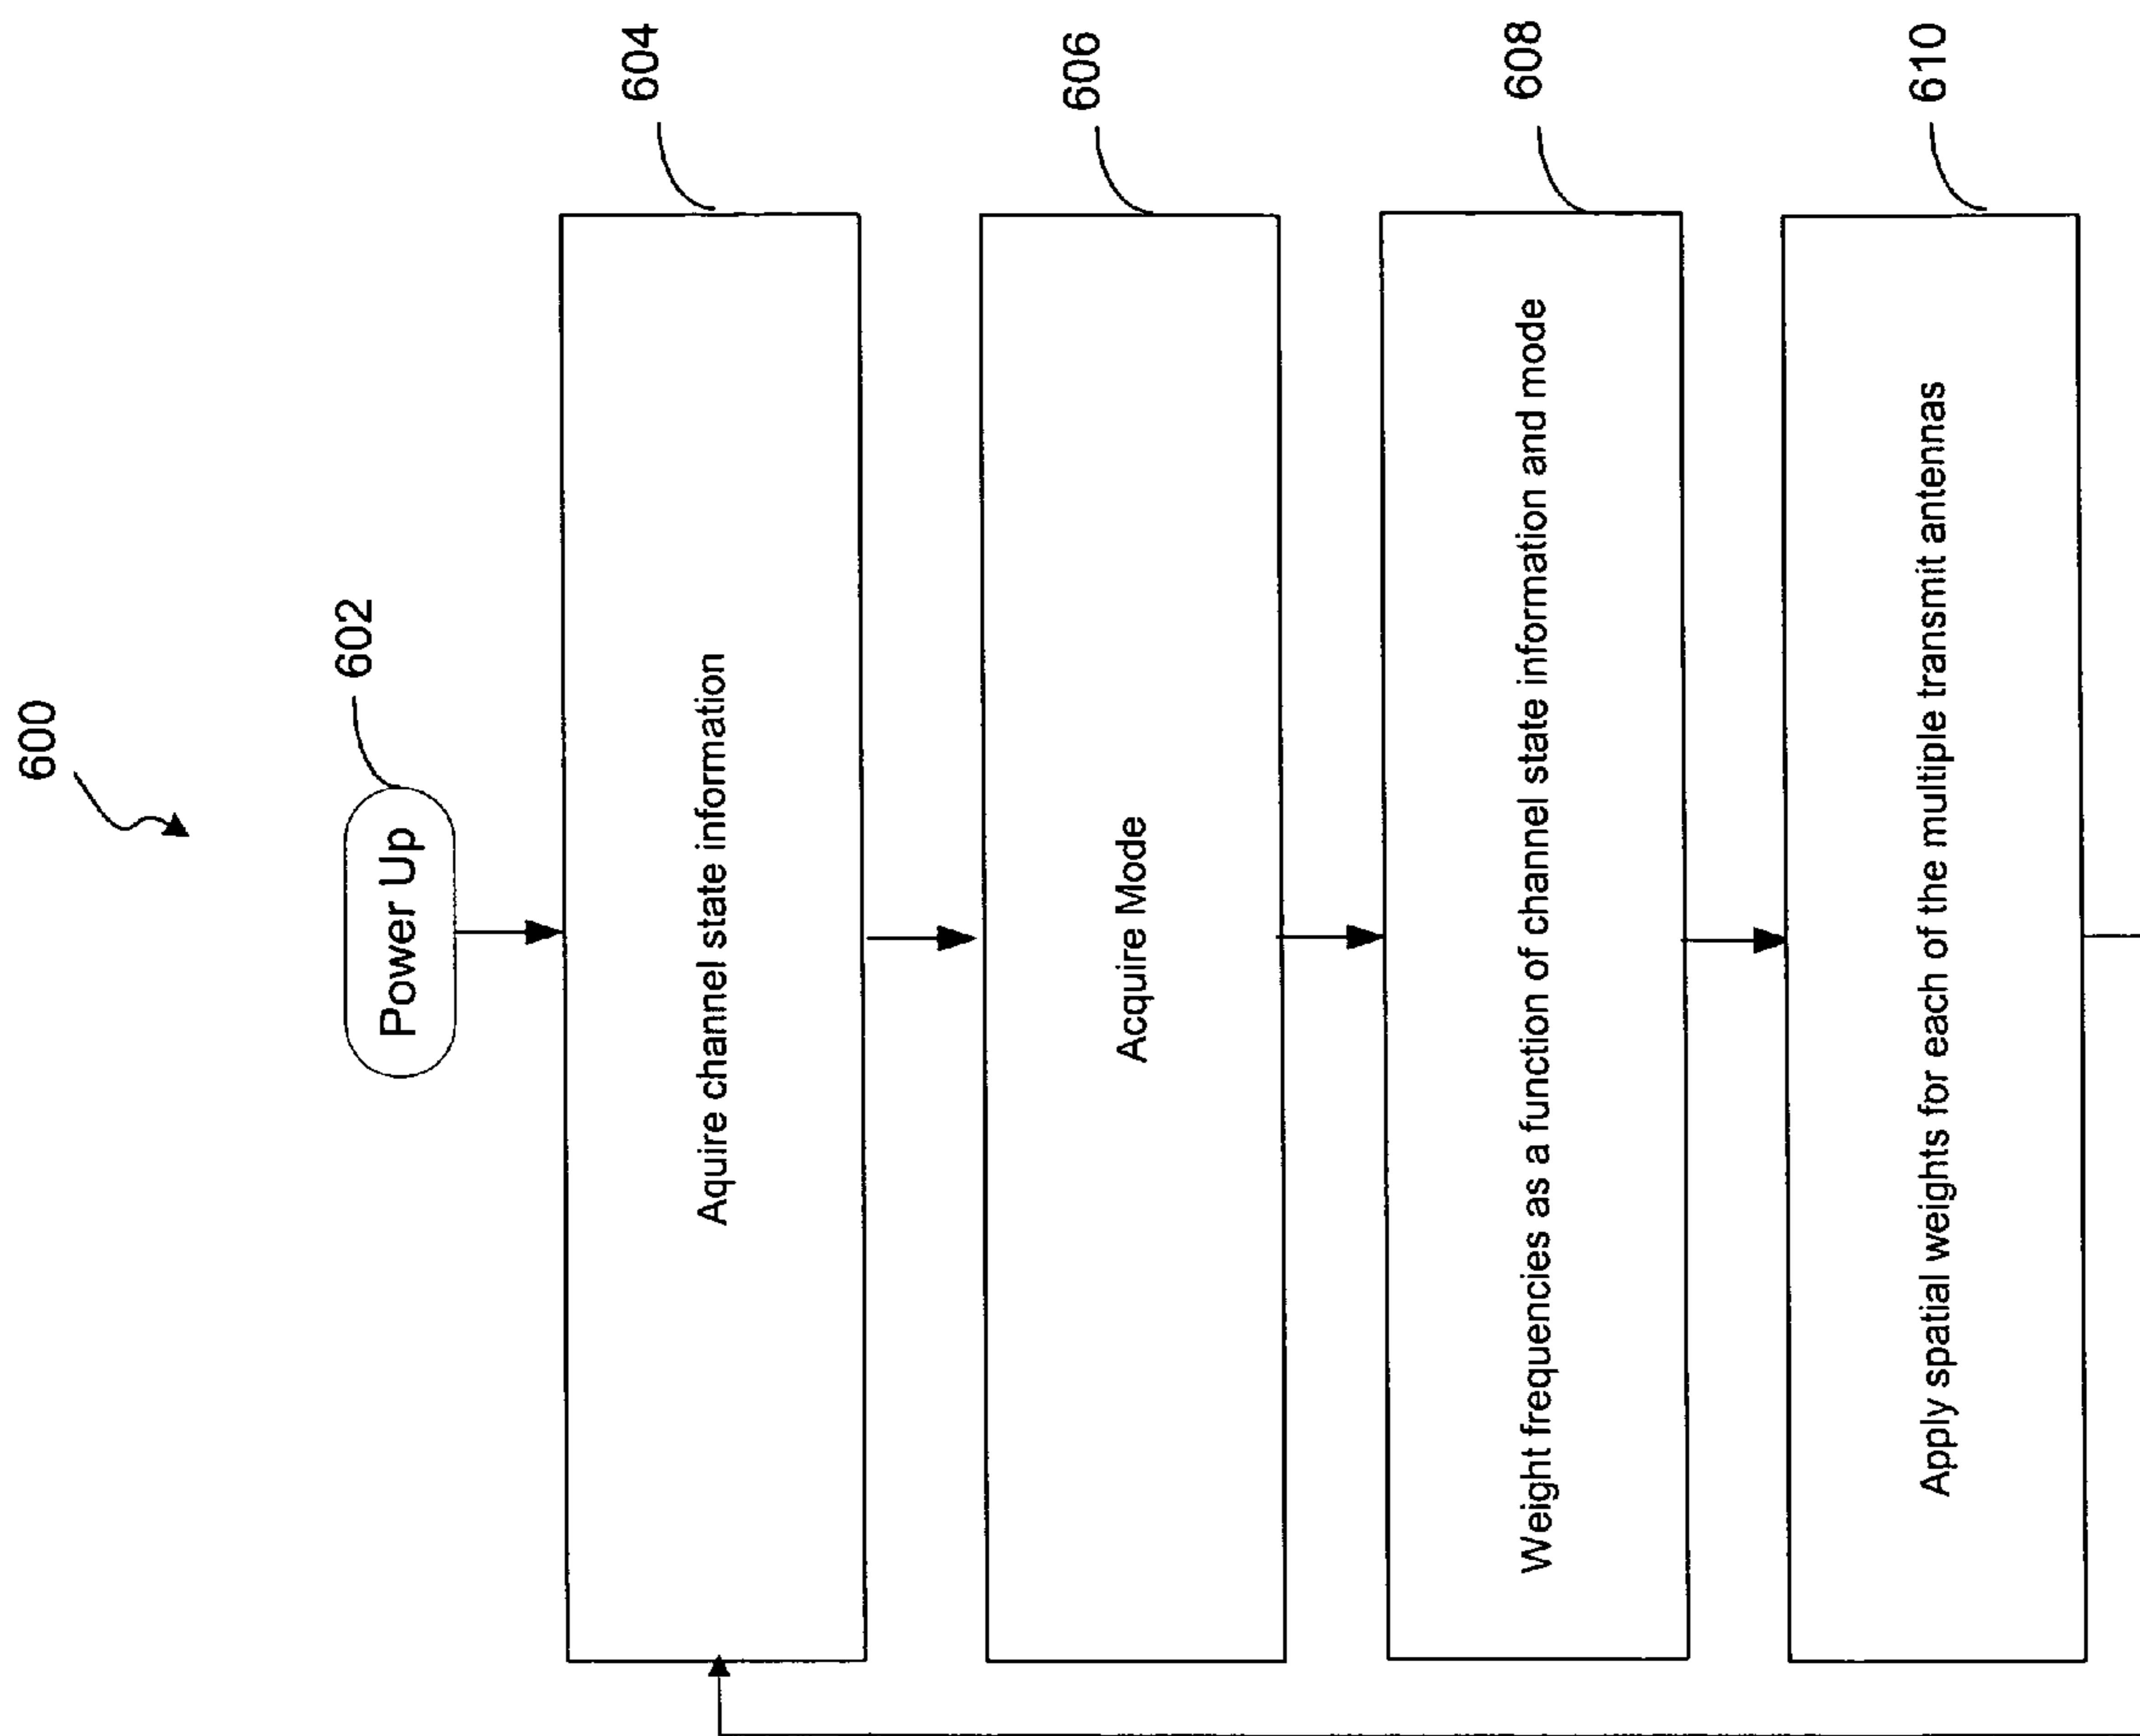 600
Power Up
602
Aquire channel state information
604
Acquire Mode
606
Weight frequencies as a function of channel state information and mode
608
Apply spatial weights for each of the multiple transmit antennas
610